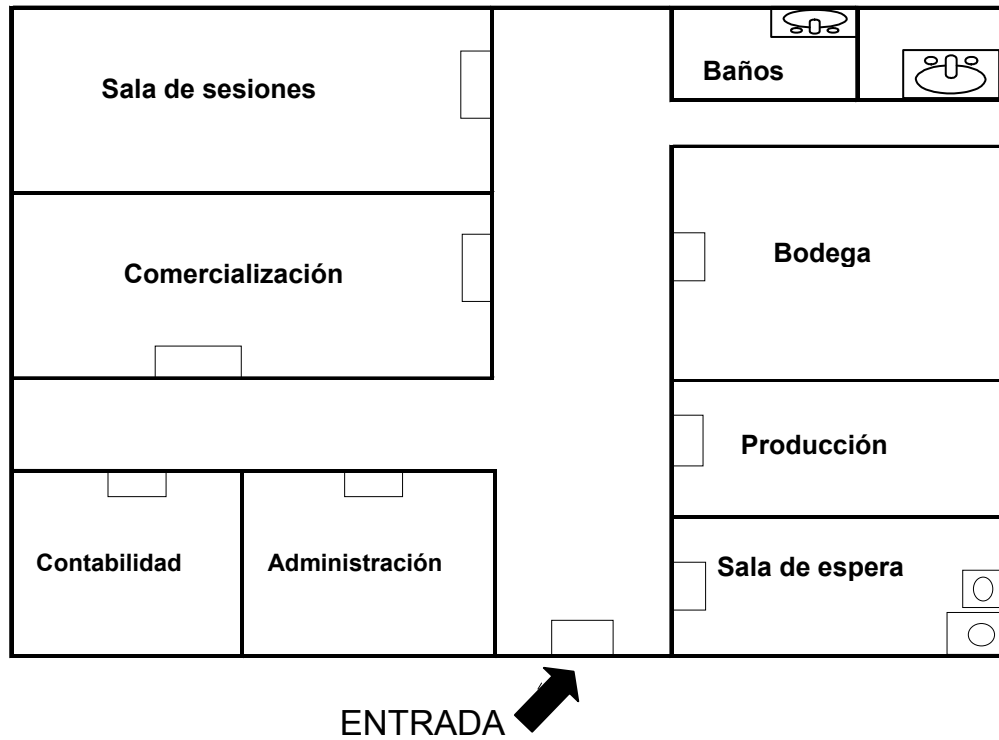 Sala de sesiones
Baños
Comercialización
Bodega
Producción
Contabilidad
Administración
Sala de espera
ENTRADA